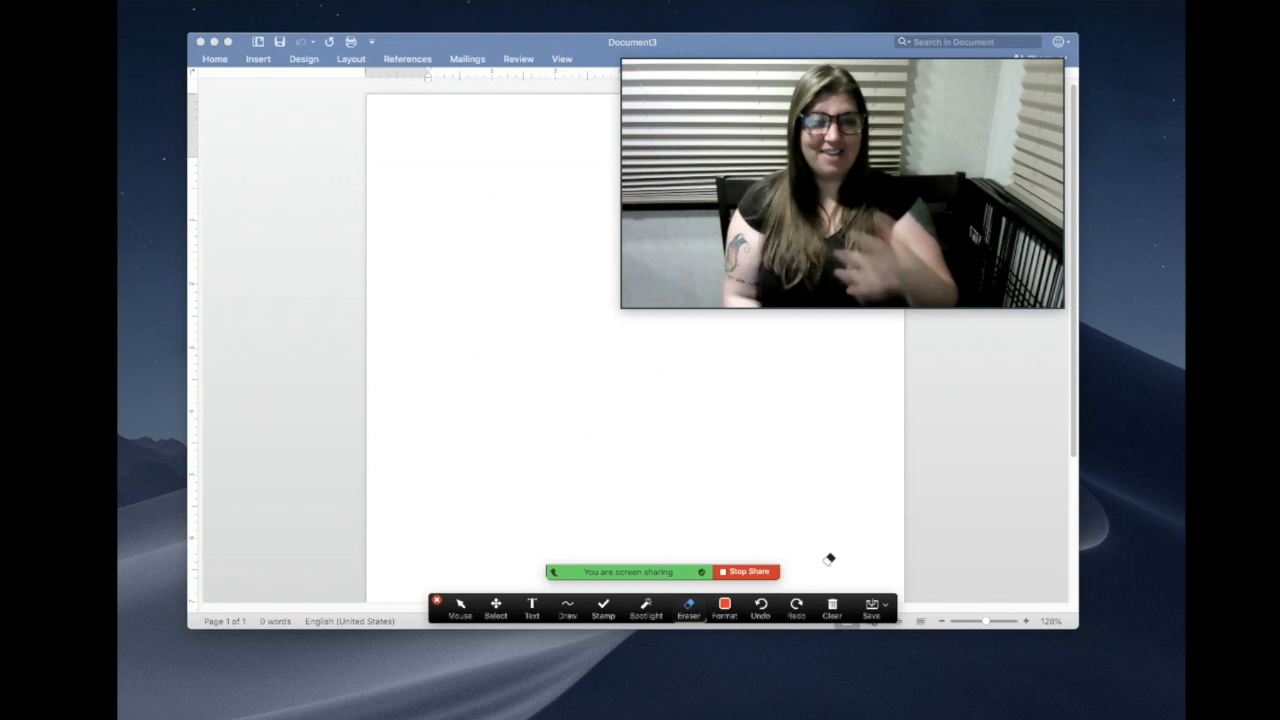 Document3
Search in Document
Home Insert Design Layout References Mailings Review View
You are screen sharing Stop Share
Mouse Select Text Draw Stamp Spotlight Eraser Format Undo Redo Clear Save
Page 1 of 1 0 words English (United States) 128%